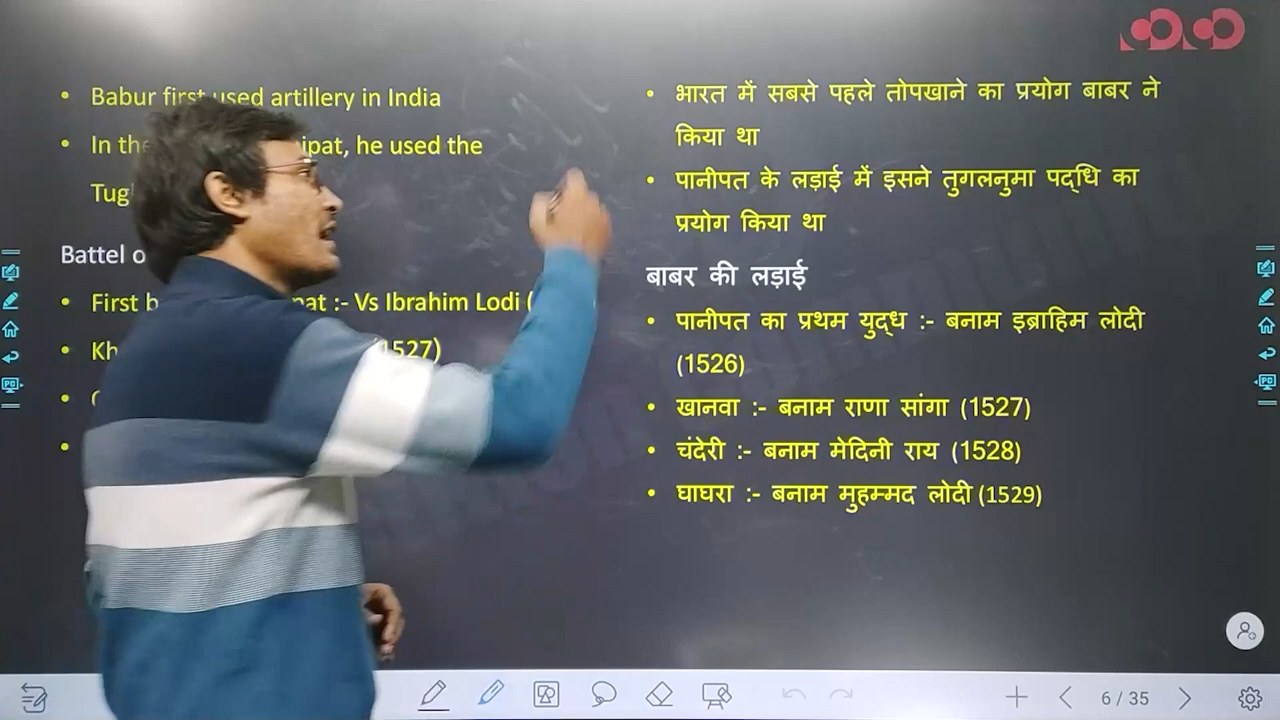 Babur first used artillery in India
In the ipat, he used the
Tug
Battel o
First b pat :- Vs Ibrahim Lodi (
Kh 1527)
भारत में सबसे पहले तोपखाने का प्रयोग बाबर ने
किया था
पानीपत के लड़ाई में इसने तुगलनुमा पद्धि का
प्रयोग किया था
बाबर की लड़ाई
पानीपत का प्रथम युद्ध :- बनाम इब्राहिम लोदी
(1526)
खानवा :- बनाम राणा सांगा (1527)
चंदेरी :- बनाम मेदिनी राय (1528)
घाघरा :- बनाम मुहम्मद लोदी (1529)
6 / 35